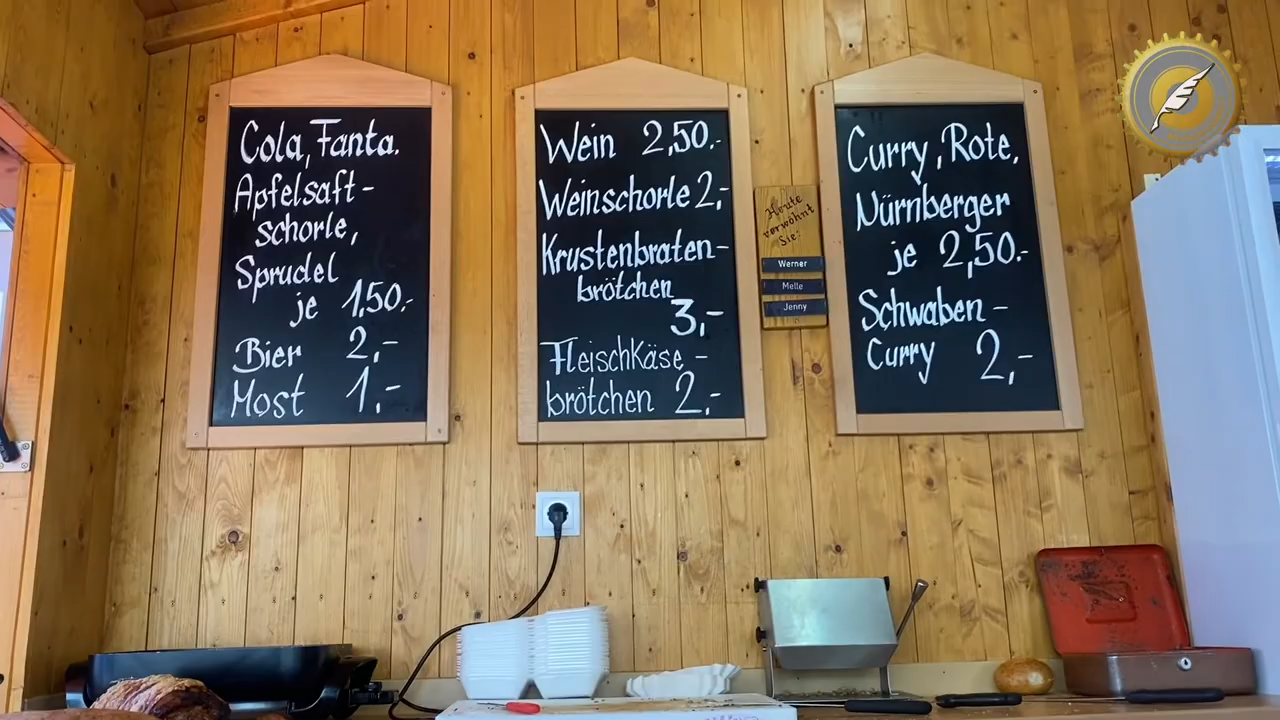 Cola, Fanta.
Apfelsaft-
schorle,
Sprudel
je 1,50.-
Bier 2,-
Most 1,-
Wein 2,50.-
Weinschorle 2,-
Krustenbraten-
brötchen
3,-
Fleischkäse-
brötchen 2,-
Heute
verwöhnt
Sie:
Werner
Melle
Jenny
Curry, Rote,
Nürnberger
je 2,50.-
Schwaben-
Curry 2,-